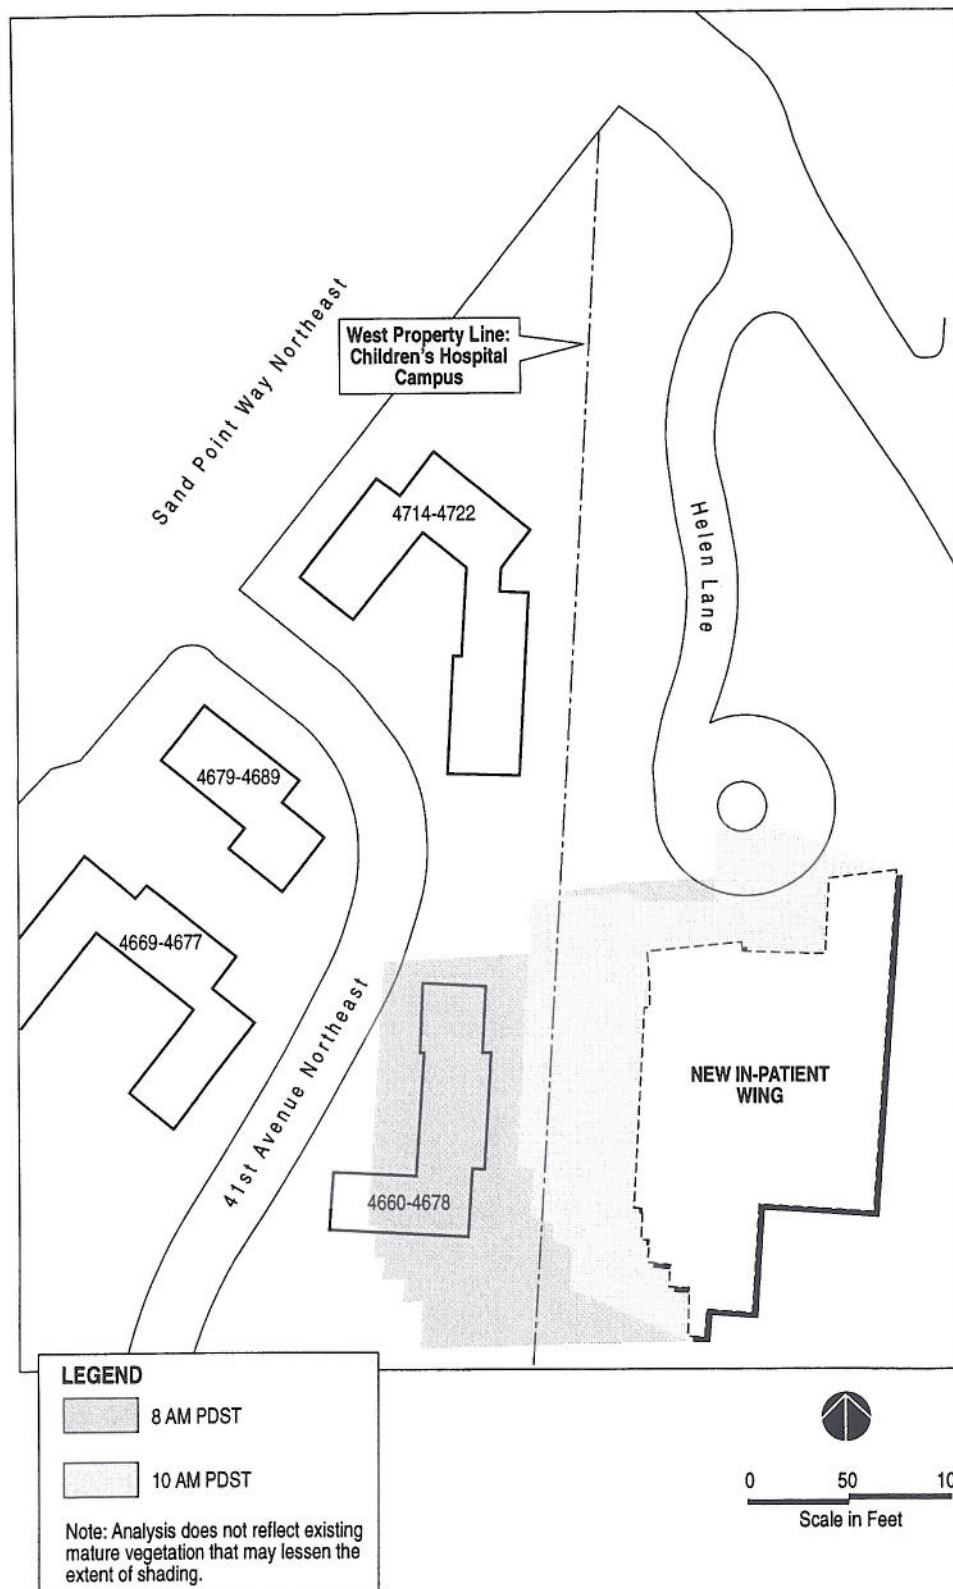 West Property Line:
Children's Hospital
Campus
Sand Point Way Northeast
4714-4722
Helen Lane
4679-4689
4669-4677
41st Avenue Northeast
4660-4678
NEW IN-PATIENT
WING
LEGEND
8 AM PDST
10 AM PDST
Note: Analysis does not reflect existing
mature vegetation that may lessen the
extent of shading.
0 50 10
Scale in Feet